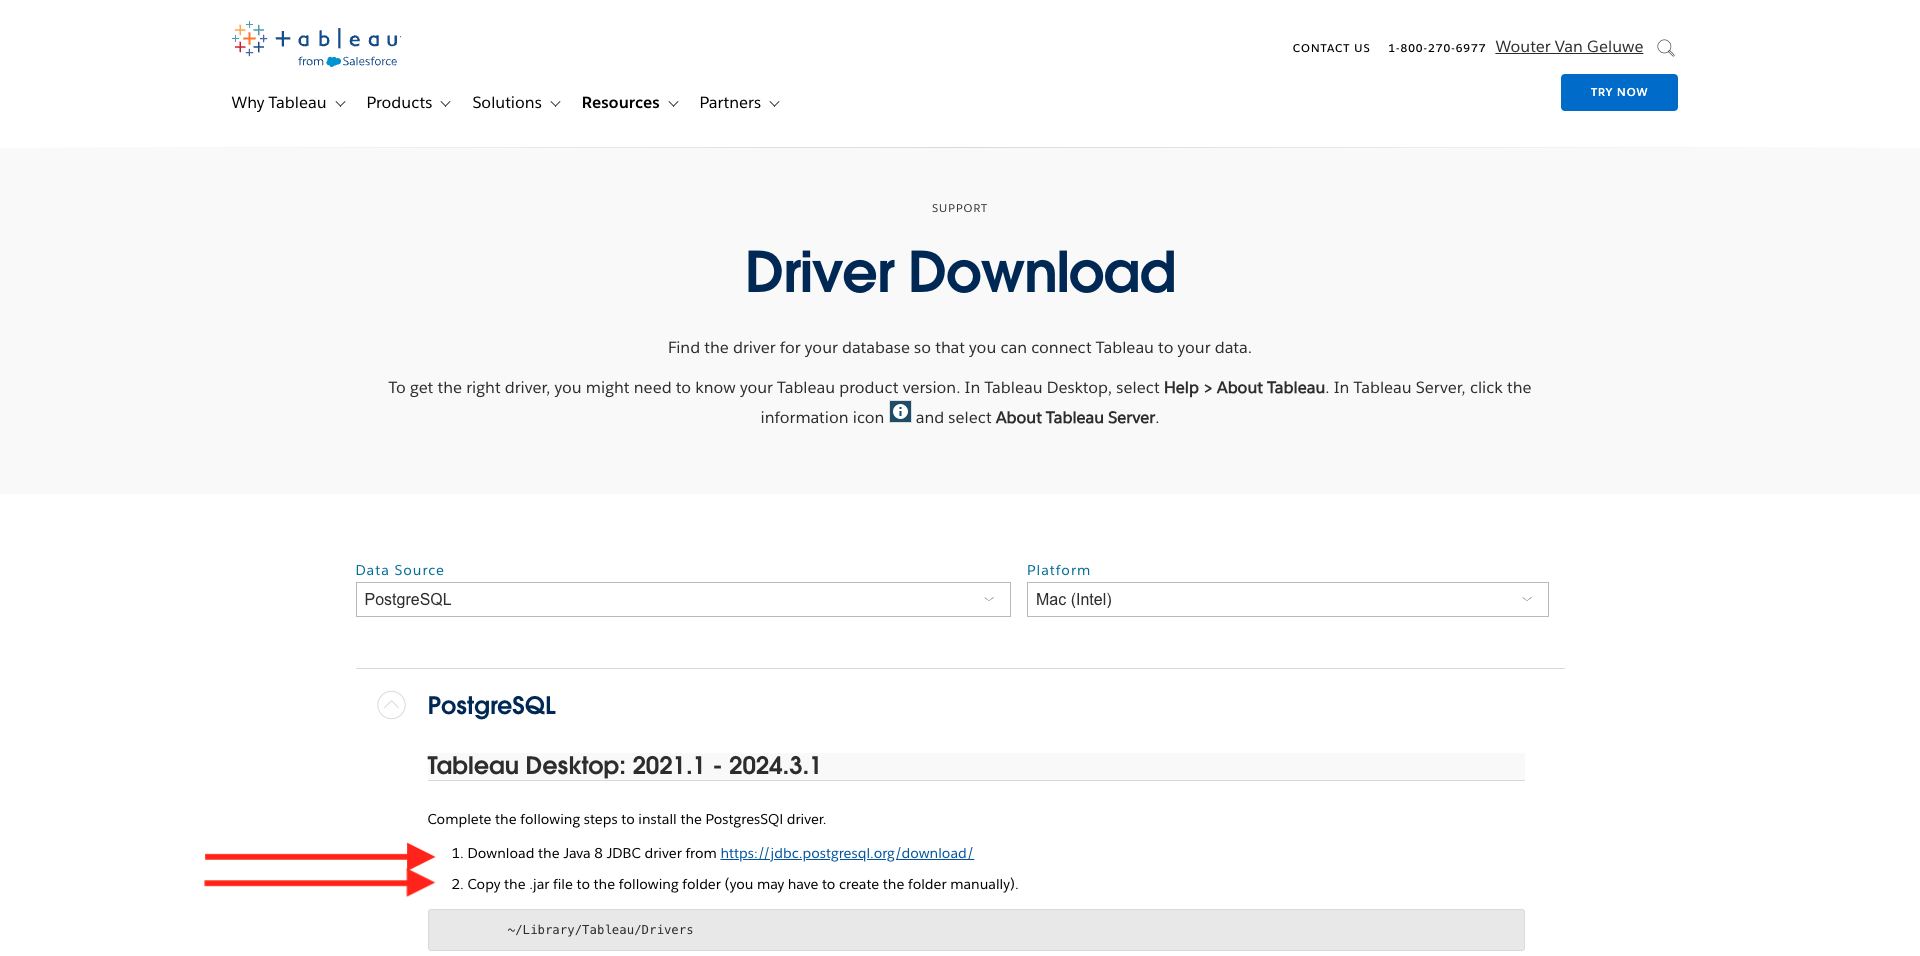 + a b l e a u
from Salesforce
CONTACT US 1-800-270-6977 Wouter Van Geluwe
Why Tableau Products Solutions Resources Partners
TRY NOW
SUPPORT
Driver Download
Find the driver for your database so that you can connect Tableau to your data.
To get the right driver, you might need to know your Tableau product version. In Tableau Desktop, select Help > About Tableau. In Tableau Server, click the
information icon and select About Tableau Server.
Data Source Platform
PostgreSQL Mac (Intel)
PostgreSQL
Tableau Desktop: 2021.1 - 2024.3.1
Complete the following steps to install the PostgresSQl driver.
1. Download the Java 8 JDBC driver from https://jdbc.postgresql.org/download/
2. Copy the .jar file to the following folder (you may have to create the folder manually).
~/Library/Tableau/Drivers